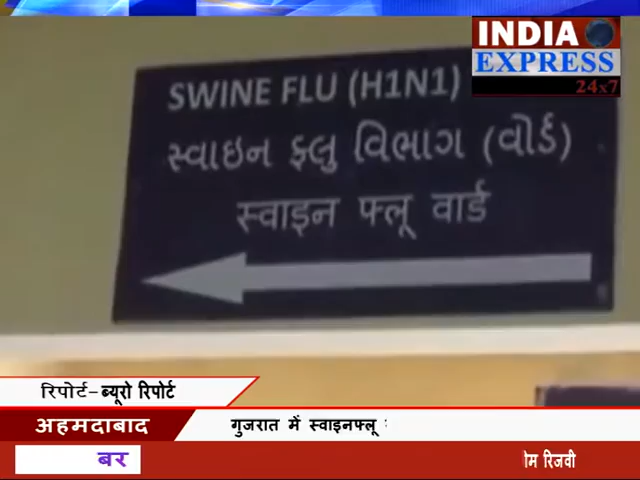 INDIA
EXPRESS
24x7
SWINE FLU (H1N1)
સ્વાઇન ફ્લુ વિભાગ (વોર્ડ)
स्वाइन फ्लू वार्ड
रिपोर्ट-ब्यूरो रिपोर्ट
अहमदाबाद
गुजरात में स्वाइनफ्लू
बर
रिजवी